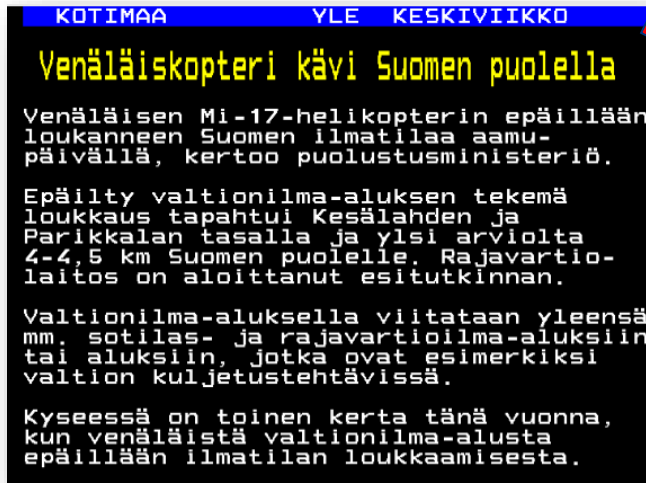 KOTIMAA YLE KESKIVIIKKO
Venäläiskopteri kävi Suomen puolella
Venäläisen Mi-17-helikopterin epäillään
loukanneen Suomen ilmatilaa aamu-
päivällä, kertoo puolustusministeriö.
Epäilty valtionilma-aluksen tekemä
loukkaus tapahtui Kesälahden ja
Parikkalan tasalla ja ylsi arviolta
4-4,5 km Suomen puolelle. Rajavartio-
laitos on aloittanut esitutkinnan.
Valtionilma-aluksella viitataan yleensä
mm. sotilas- ja rajavartioilma-aluksiin
tai aluksiin, jotka ovat esimerkiksi
valtion kuljetustehtävissä.
Kyseessä on toinen kerta tänä vuonna,
kun venäläistä valtionilma-alusta
epäillään ilmatilan loukkaamisesta.